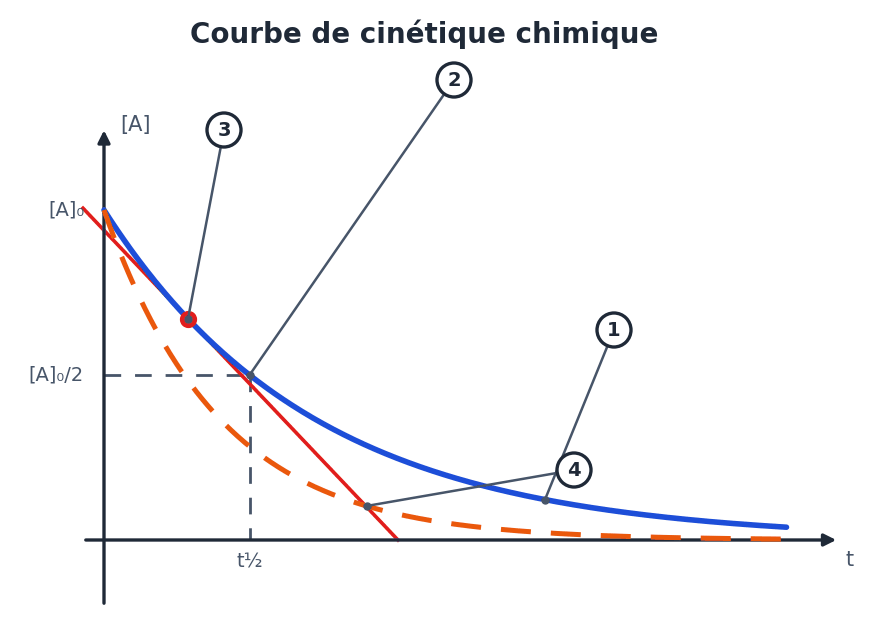 Courbe de cinétique chimique
2
3
[A]
[A]₀
1
[A]₀/2
4
t½
t